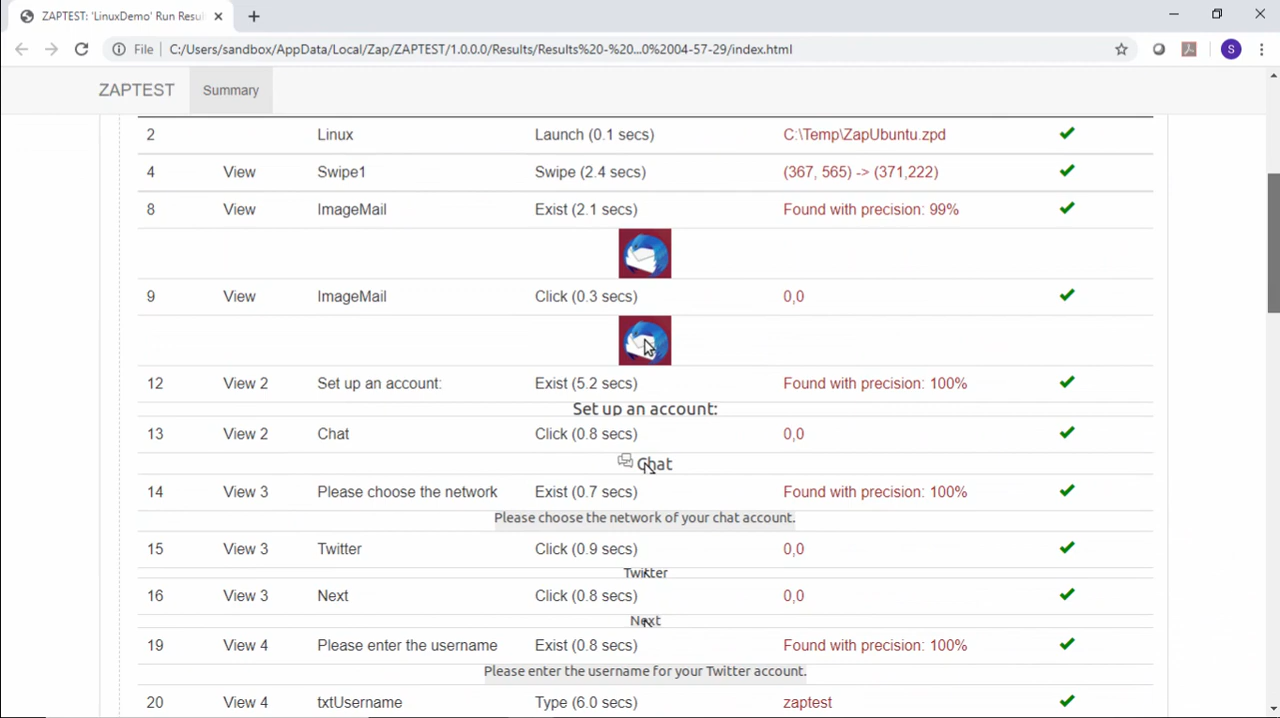 ZAPTEST: 'LinuxDemo' Run Resul
File
C:/Users/sandbox/AppData/Local/Zap/ZAPTEST/1.0.0.0/Results/Results%20-%20...0%2004-57-29/index.html
S
ZAPTEST Summary
2 Linux Launch (0.1 secs) C:\Temp\ZapUbuntu.zpd
4 View Swipe1 Swipe (2.4 secs) (367, 565) -> (371,222)
8 View ImageMail Exist (2.1 secs) Found with precision: 99%
9 View ImageMail Click (0.3 secs) 0,0
12 View 2 Set up an account: Exist (5.2 secs) Found with precision: 100%
Set up an account:
13 View 2 Chat Click (0.8 secs) 0,0
Chat
14 View 3 Please choose the network Exist (0.7 secs) Found with precision: 100%
Please choose the network of your chat account.
15 View 3 Twitter Click (0.9 secs) 0,0
Twitter
16 View 3 Next Click (0.8 secs) 0,0
Next
19 View 4 Please enter the username Exist (0.8 secs) Found with precision: 100%
Please enter the username for your Twitter account.
20 View 4 txtUsername Type (6.0 secs) zaptest